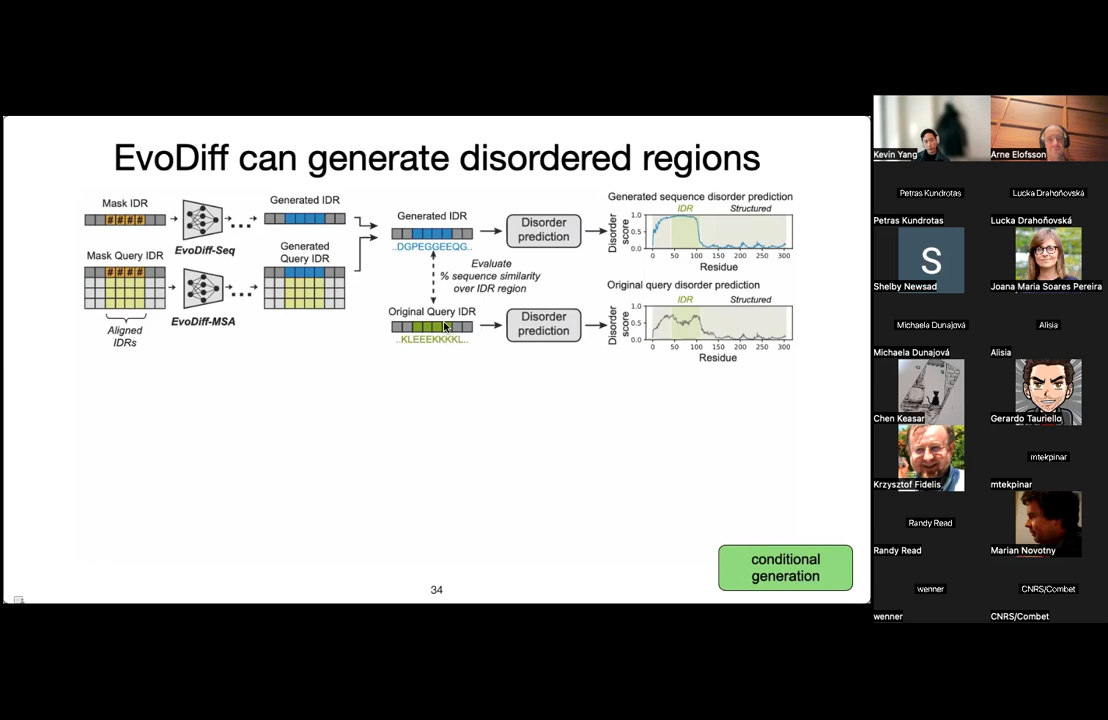 EvoDiff can generate disordered regions
Mask IDR
####
EvoDiff-Seq
Generated IDR
Mask Query IDR
####
EvoDiff-MSA
Generated
Query IDR
Aligned
IDRs
Generated IDR
..DGPEGGEEQG..
Evaluate
% sequence similarity
over IDR region
Original Query IDR
..KLEEEKKKKL..
Disorder
prediction
Disorder
prediction
Generated sequence disorder prediction
IDR
Structured
Disorder
score
1.0
0.5
0.0
0 50 100 150 200 250 300
Residue
Original query disorder prediction
IDR
Structured
Disorder
score
1.0
0.5
0.0
0 50 100 150 200 250 300
Residue
conditional
generation
34
Kevin Yang
Arne Elofsson
Petras Kundrotas
Lucka Drahoňovská
Petras Kundrotas
Lucka Drahoňovská
S
Shelby Newsad
Joana Maria Soares Pereira
Michaela Dunajová
Alisia
Michaela Dunajová
Alisia
Chen Keasar
Gerardo Tauriello
mtekpinar
Krzysztof Fidelis
mtekpinar
Randy Read
Randy Read
Marian Novotny
wenner
CNRS/Combet
wenner
CNRS/Combet